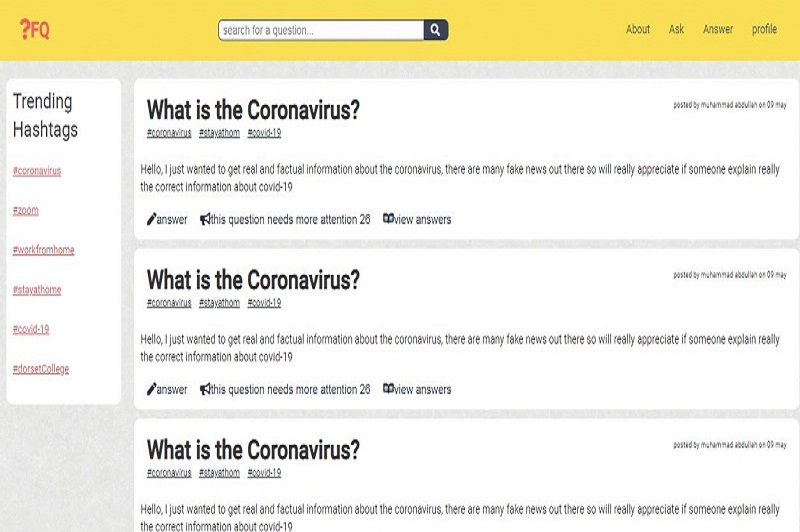 ?FQ
search for a question...
About Ask Answer profile
Trending
Hashtags
#coronavirus
#zoom
#workfromhome
#stayathome
#covid-19
#dorsetCollege
What is the Coronavirus?
posted by muhammad abdullah on 09 may
#coronavirus #stayathom #covid-19
Hello, I just wanted to get real and factual information about the coronavirus, there are many fake news out there so will really appreciate if someone explain really
the correct information about covid-19
answer this question needs more attention 26 view answers
What is the Coronavirus?
posted by muhammad abdullah on 09 may
#coronavirus #stayathom #covid-19
Hello, I just wanted to get real and factual information about the coronavirus, there are many fake news out there so will really appreciate if someone explain really
the correct information about covid-19
answer this question needs more attention 26 view answers
What is the Coronavirus?
posted by muhammad abdullah on 09 may
#coronavirus #stayathom #covid-19
Hello, I just wanted to get real and factual information about the coronavirus, there are many fake news out there so will really appreciate if someone explain really
the correct information about covid-19